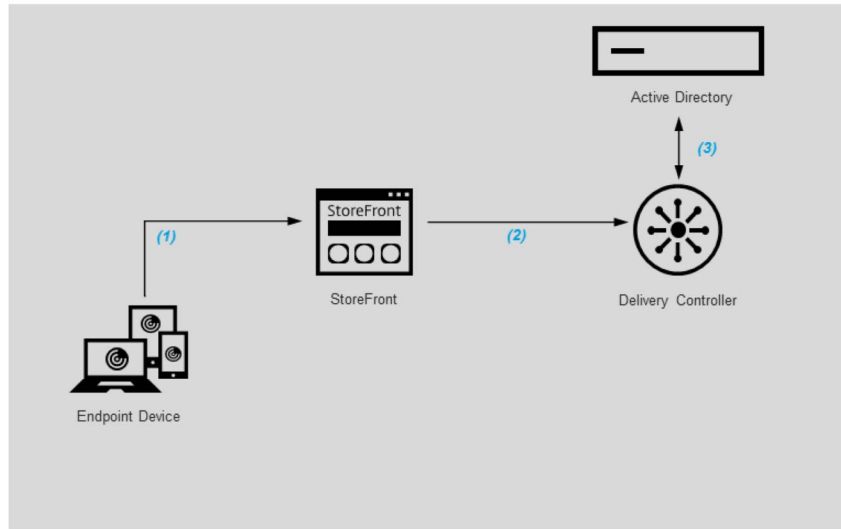 Active Directory
(3)
StoreFront
(1)
(2)
StoreFront
Delivery Controller
Endpoint Device